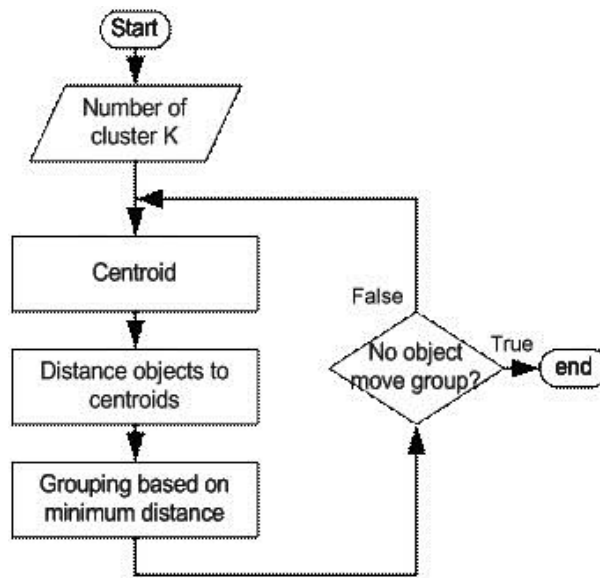 Start
Number of
cluster K
Centroid
Distance objects to
centroids
Grouping based on
minimum distance
False
No object
move group?
True
end